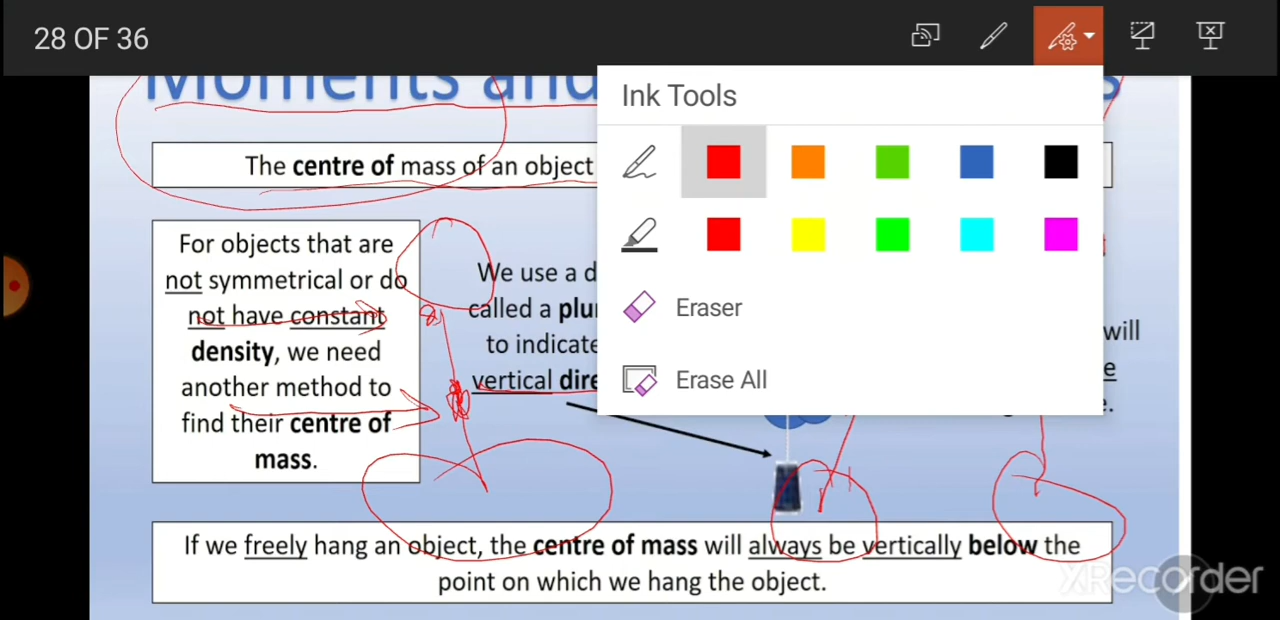 28 OF 36
Moments and
Ink Tools
The centre of mass of an object
For objects that are
not symmetrical or do
not have constant
density, we need
another method to
find their centre of
mass.
We use a d
called a plu
to indicate
vertical dire
will
e
e.
Eraser
Erase All
If we freely hang an object, the centre of mass will always be vertically below the
point on which we hang the object.
XRecorder